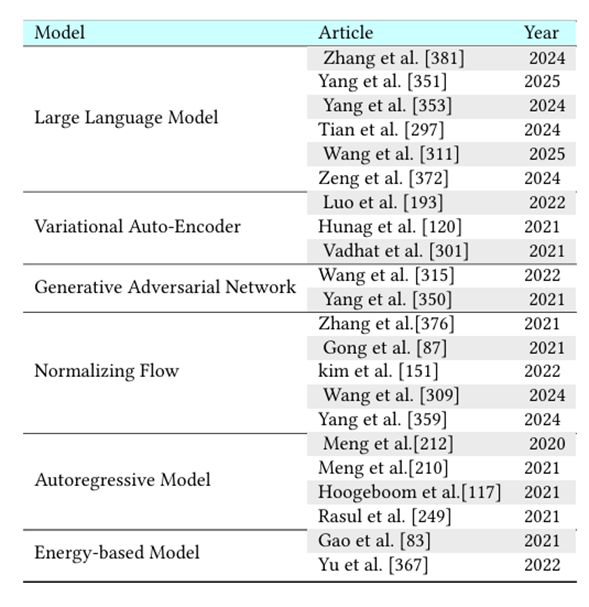 Model Article Year
Large Language Model Zhang et al. [381] 2024
Yang et al. [351] 2025
Yang et al. [353] 2024
Tian et al. [297] 2024
Wang et al. [311] 2025
Zeng et al. [372] 2024
Variational Auto-Encoder Luo et al. [193] 2022
Hunag et al. [120] 2021
Vadhat et al. [301] 2021
Generative Adversarial Network Wang et al. [315] 2022
Yang et al. [350] 2021
Normalizing Flow Zhang et al.[376] 2021
Gong et al. [87] 2021
kim et al. [151] 2022
Wang et al. [309] 2024
Yang et al. [359] 2024
Autoregressive Model Meng et al.[212] 2020
Meng et al.[210] 2021
Hoogeboom et al.[117] 2021
Rasul et al. [249] 2021
Energy-based Model Gao et al. [83] 2021
Yu et al. [367] 2022